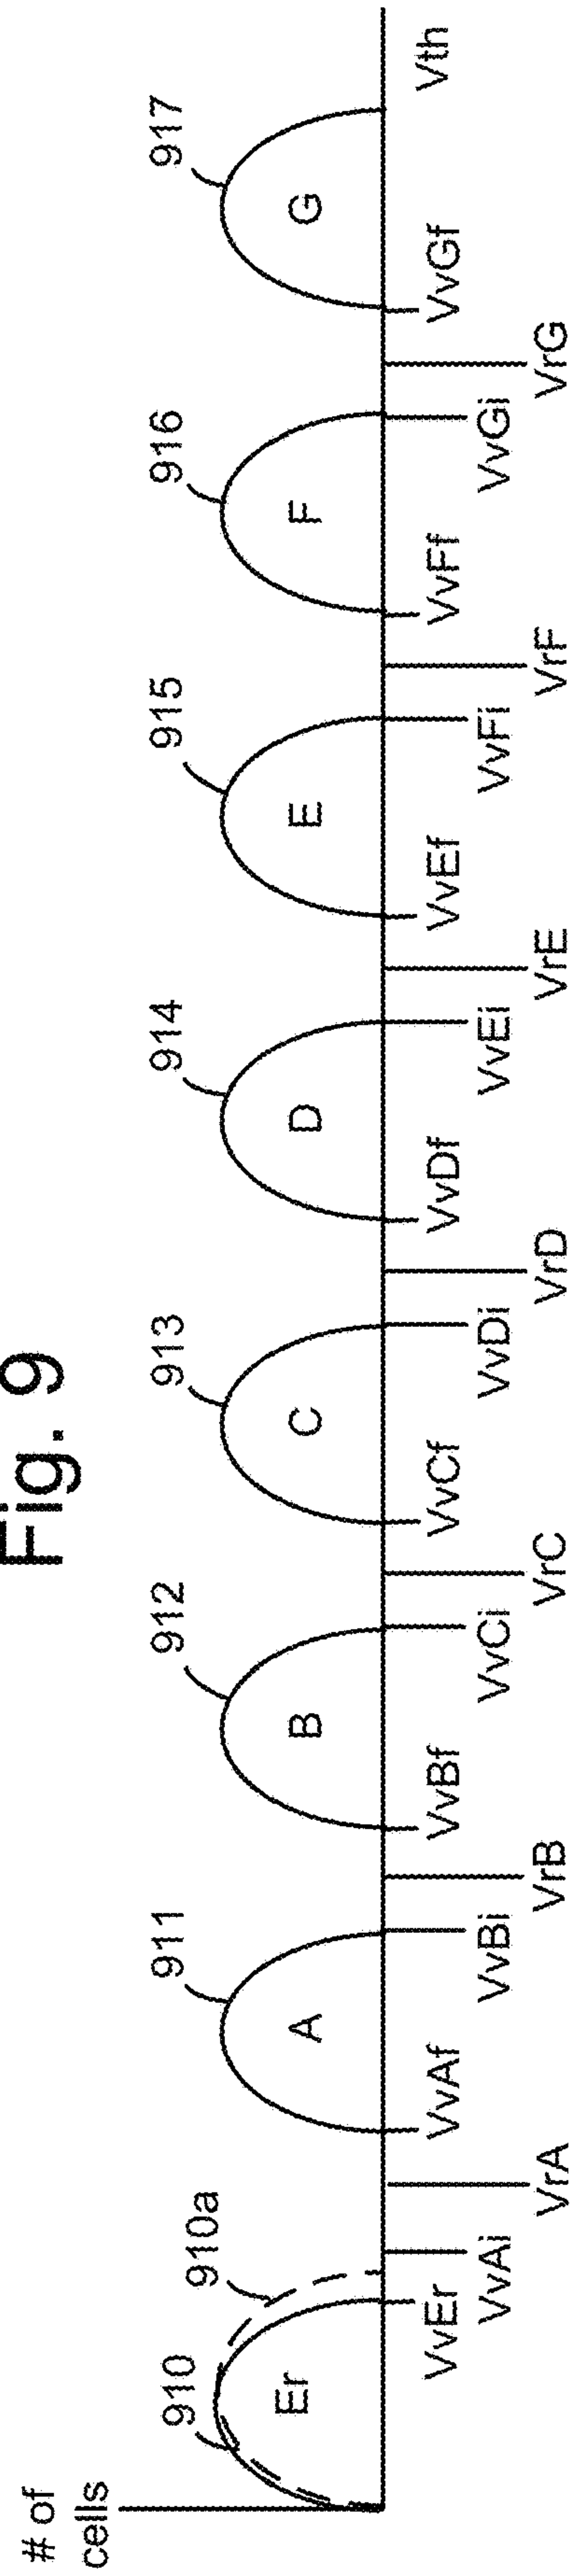 Fig. 9
# of
cells
910
910a
911
912
913
914
915
916
917
Er
A
B
C
D
E
F
G
Vth
VvEr
VvAf
VvBf
VvCf
VvDf
VvEf
VvFf
VvGf
VvAi
VvBi
VvCi
VvDi
VvEi
VvFi
VvGi
VrA
VrB
VrC
VrD
VrE
VrF
VrG